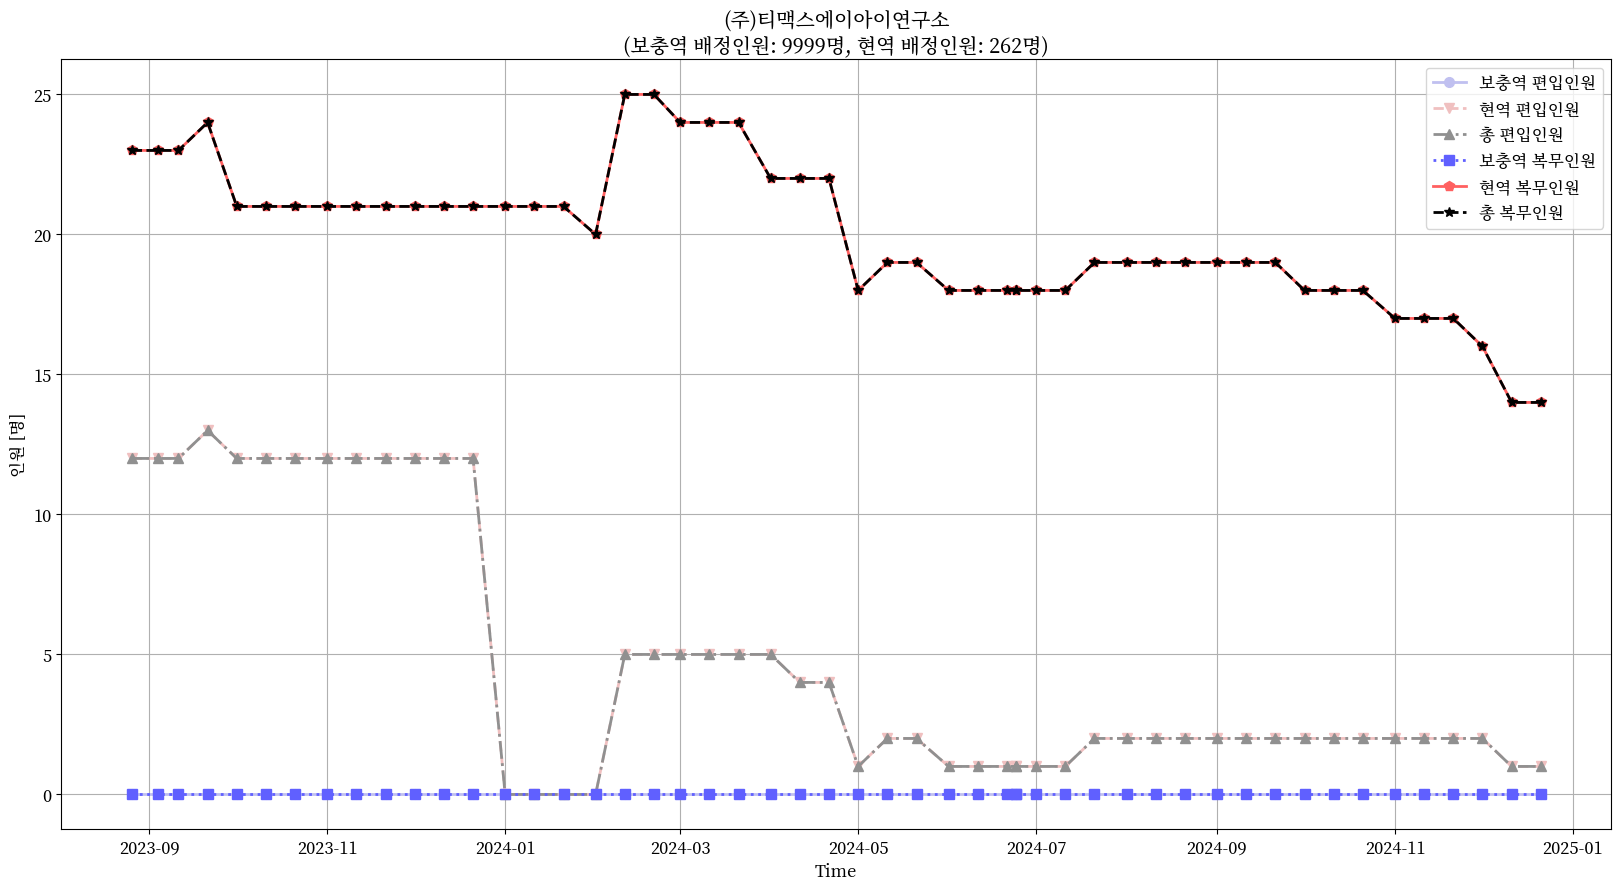 (주)티맥스에이아이연구소
(보충역 배정인원: 9999명, 현역 배정인원: 262명)
보충역 편입인원
현역 편입인원
총 편입인원
보충역 복무인원
현역 복무인원
총 복무인원
인원 [명]
25
20
15
10
5
0
2023-09
2023-11
2024-01
2024-03
2024-05
2024-07
2024-09
2024-11
2025-01
Time